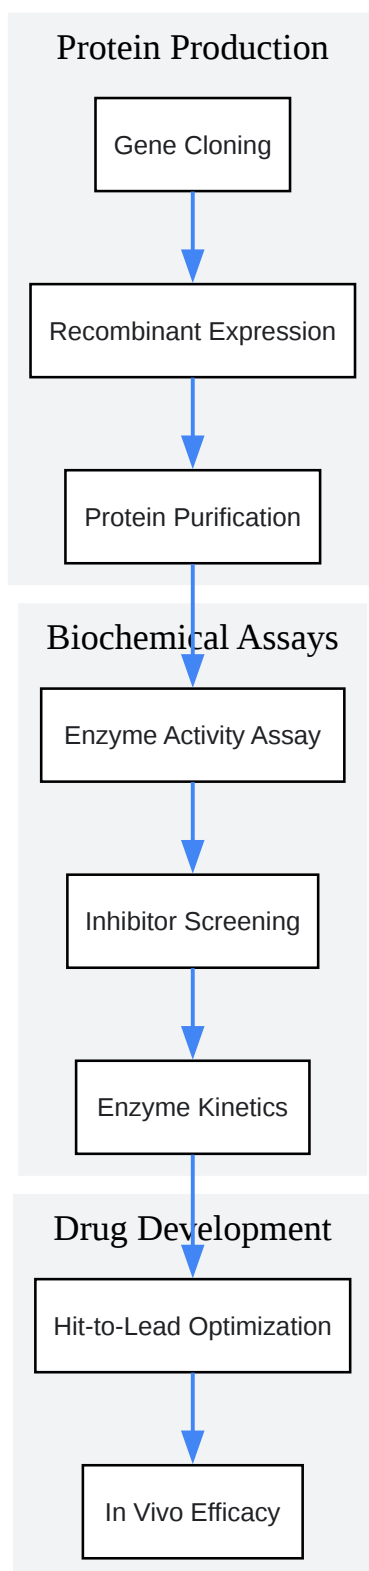 Protein Production
Gene Cloning
Recombinant Expression
Protein Purification
Biochemical Assays
Enzyme Activity Assay
Inhibitor Screening
Enzyme Kinetics
Drug Development
Hit-to-Lead Optimization
In Vivo Efficacy